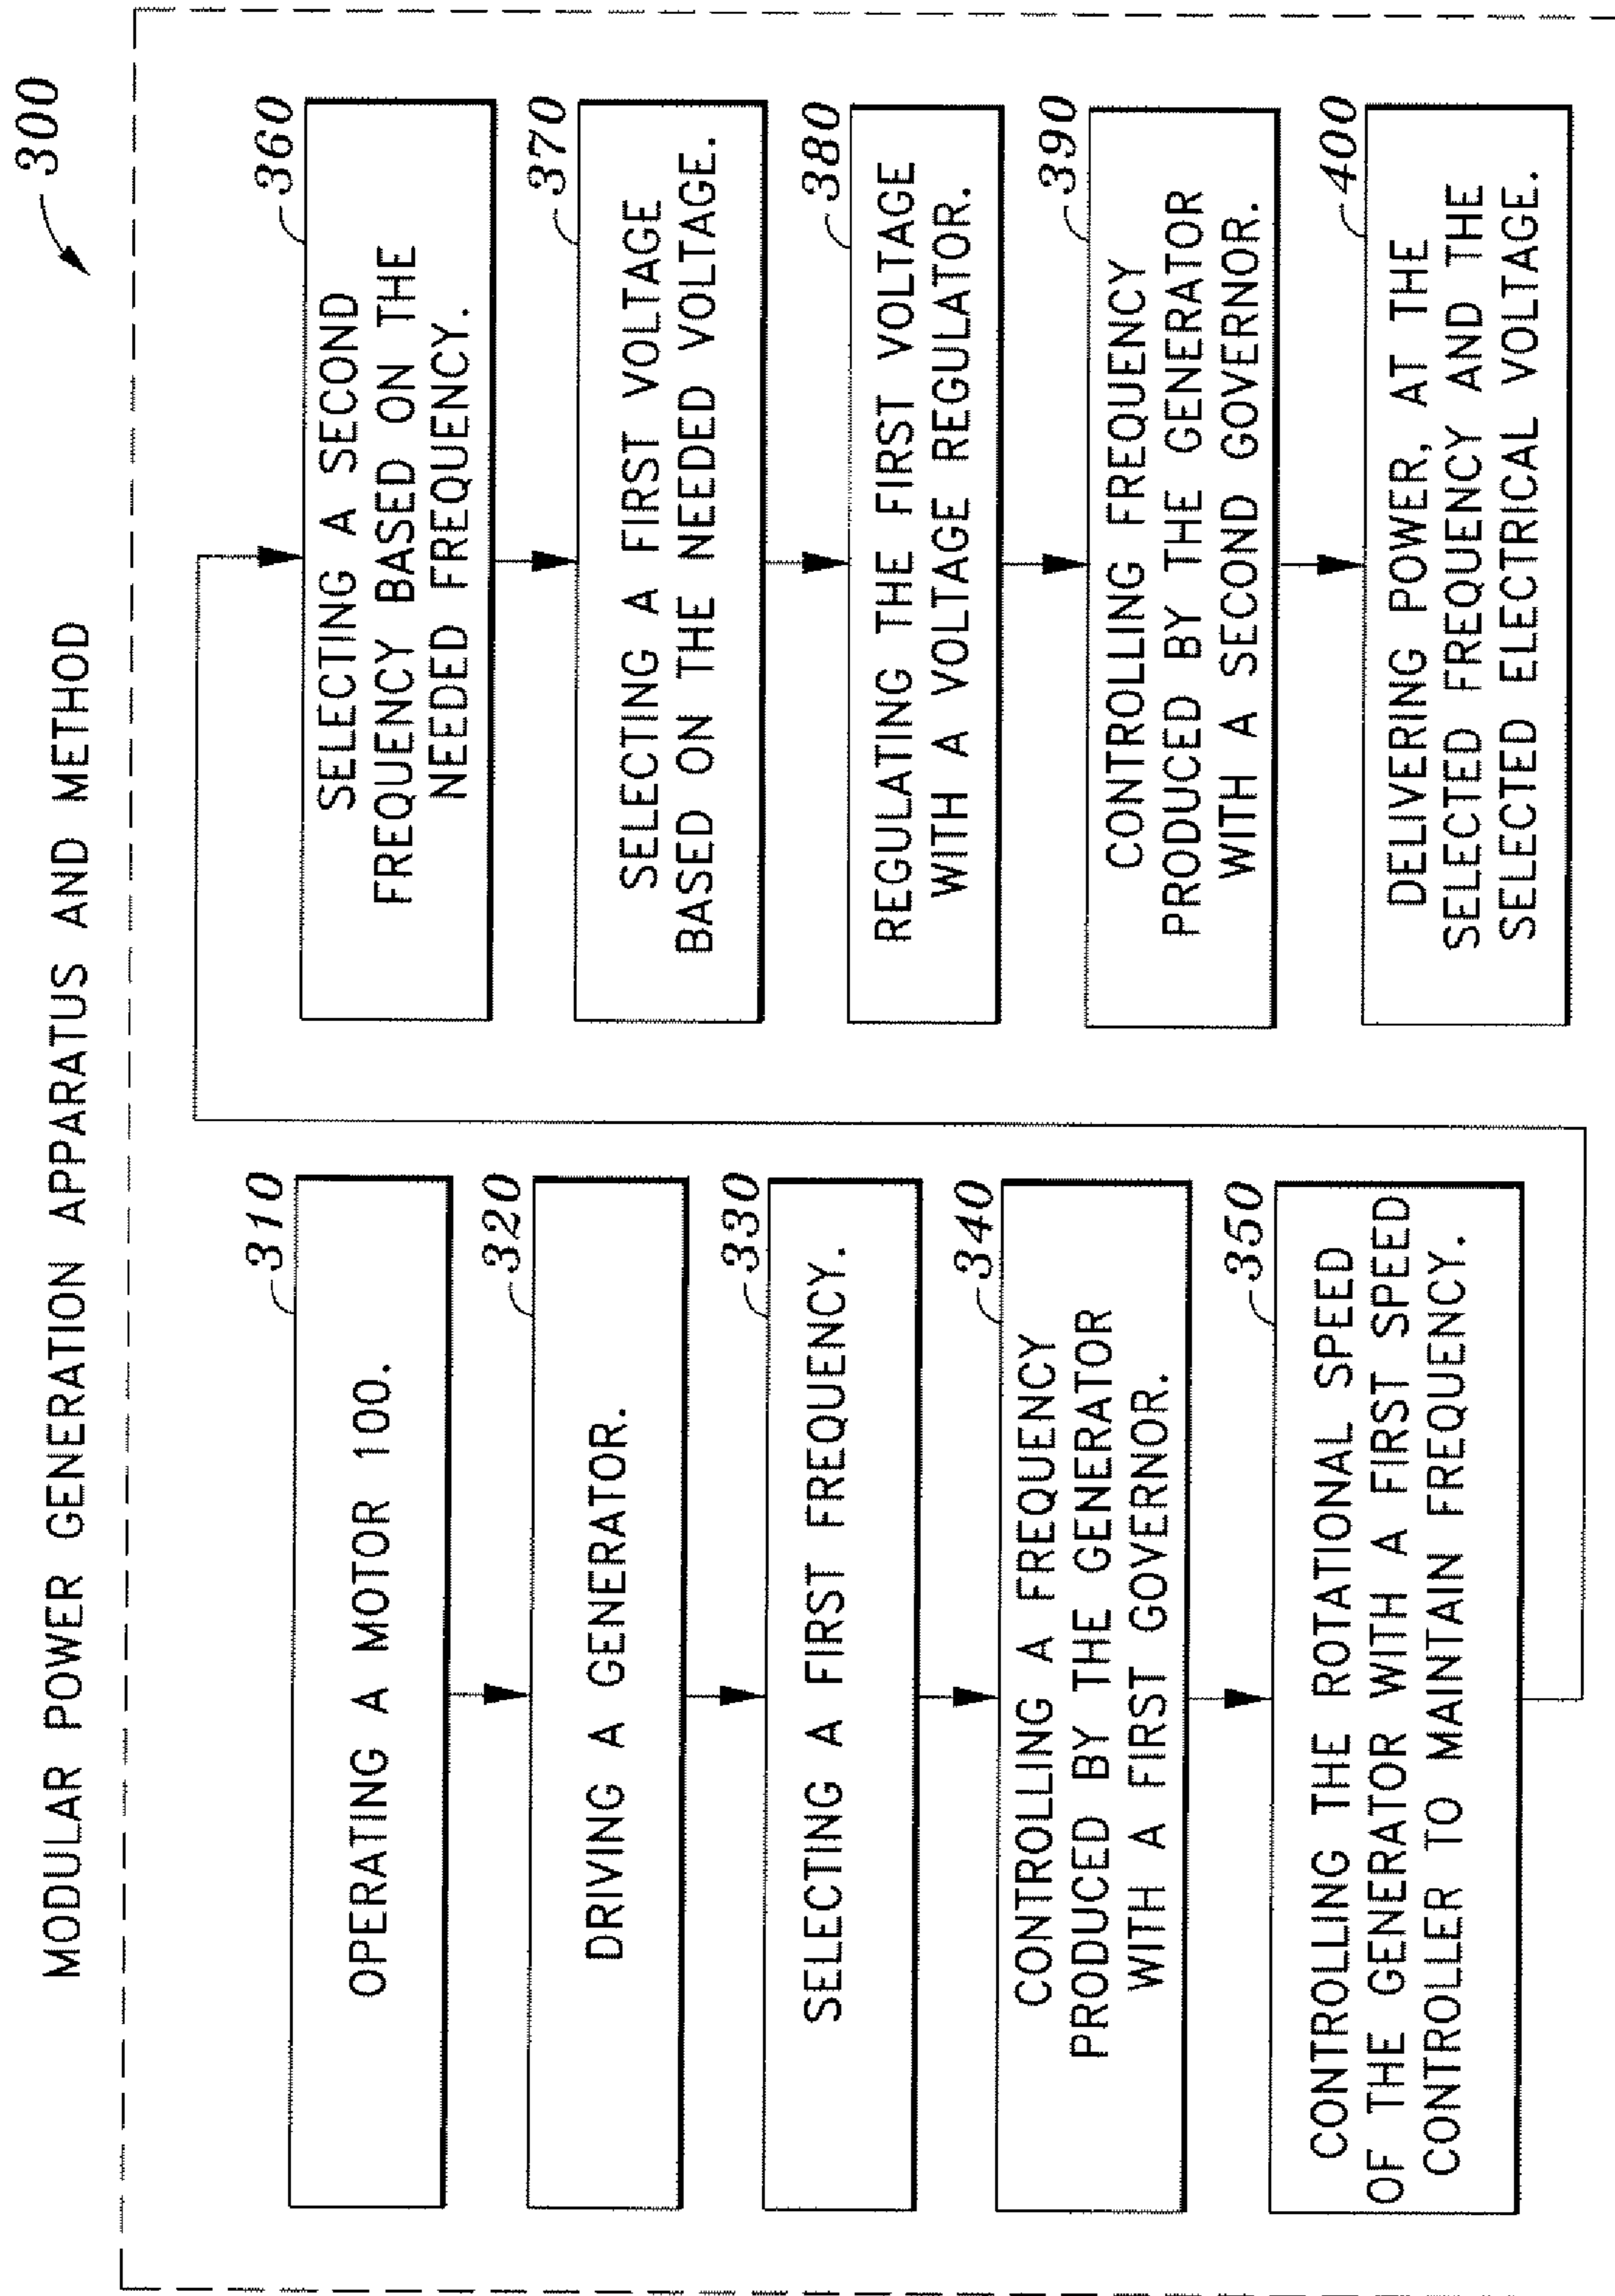 MODULAR POWER GENERATION APPARATUS AND METHOD
300
310
OPERATING A MOTOR 100.
320
DRIVING A GENERATOR.
330
SELECTING A FIRST FREQUENCY.
340
CONTROLLING A FREQUENCY
PRODUCED BY THE GENERATOR
WITH A FIRST GOVERNOR.
350
CONTROLLING THE ROTATIONAL SPEED
OF THE GENERATOR WITH A FIRST SPEED
CONTROLLER TO MAINTAIN FREQUENCY.
360
SELECTING A SECOND
FREQUENCY BASED ON THE
NEEDED FREQUENCY.
370
SELECTING A FIRST VOLTAGE
BASED ON THE NEEDED VOLTAGE.
380
REGULATING THE FIRST VOLTAGE
WITH A VOLTAGE REGULATOR.
390
CONTROLLING FREQUENCY
PRODUCED BY THE GENERATOR
WITH A SECOND GOVERNOR.
400
DELIVERING POWER, AT THE
SELECTED FREQUENCY AND THE
SELECTED ELECTRICAL VOLTAGE.